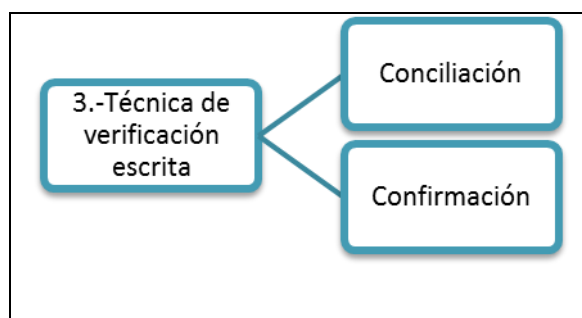 3.-Técnica de
verificación
escrita
Conciliación
Confirmación